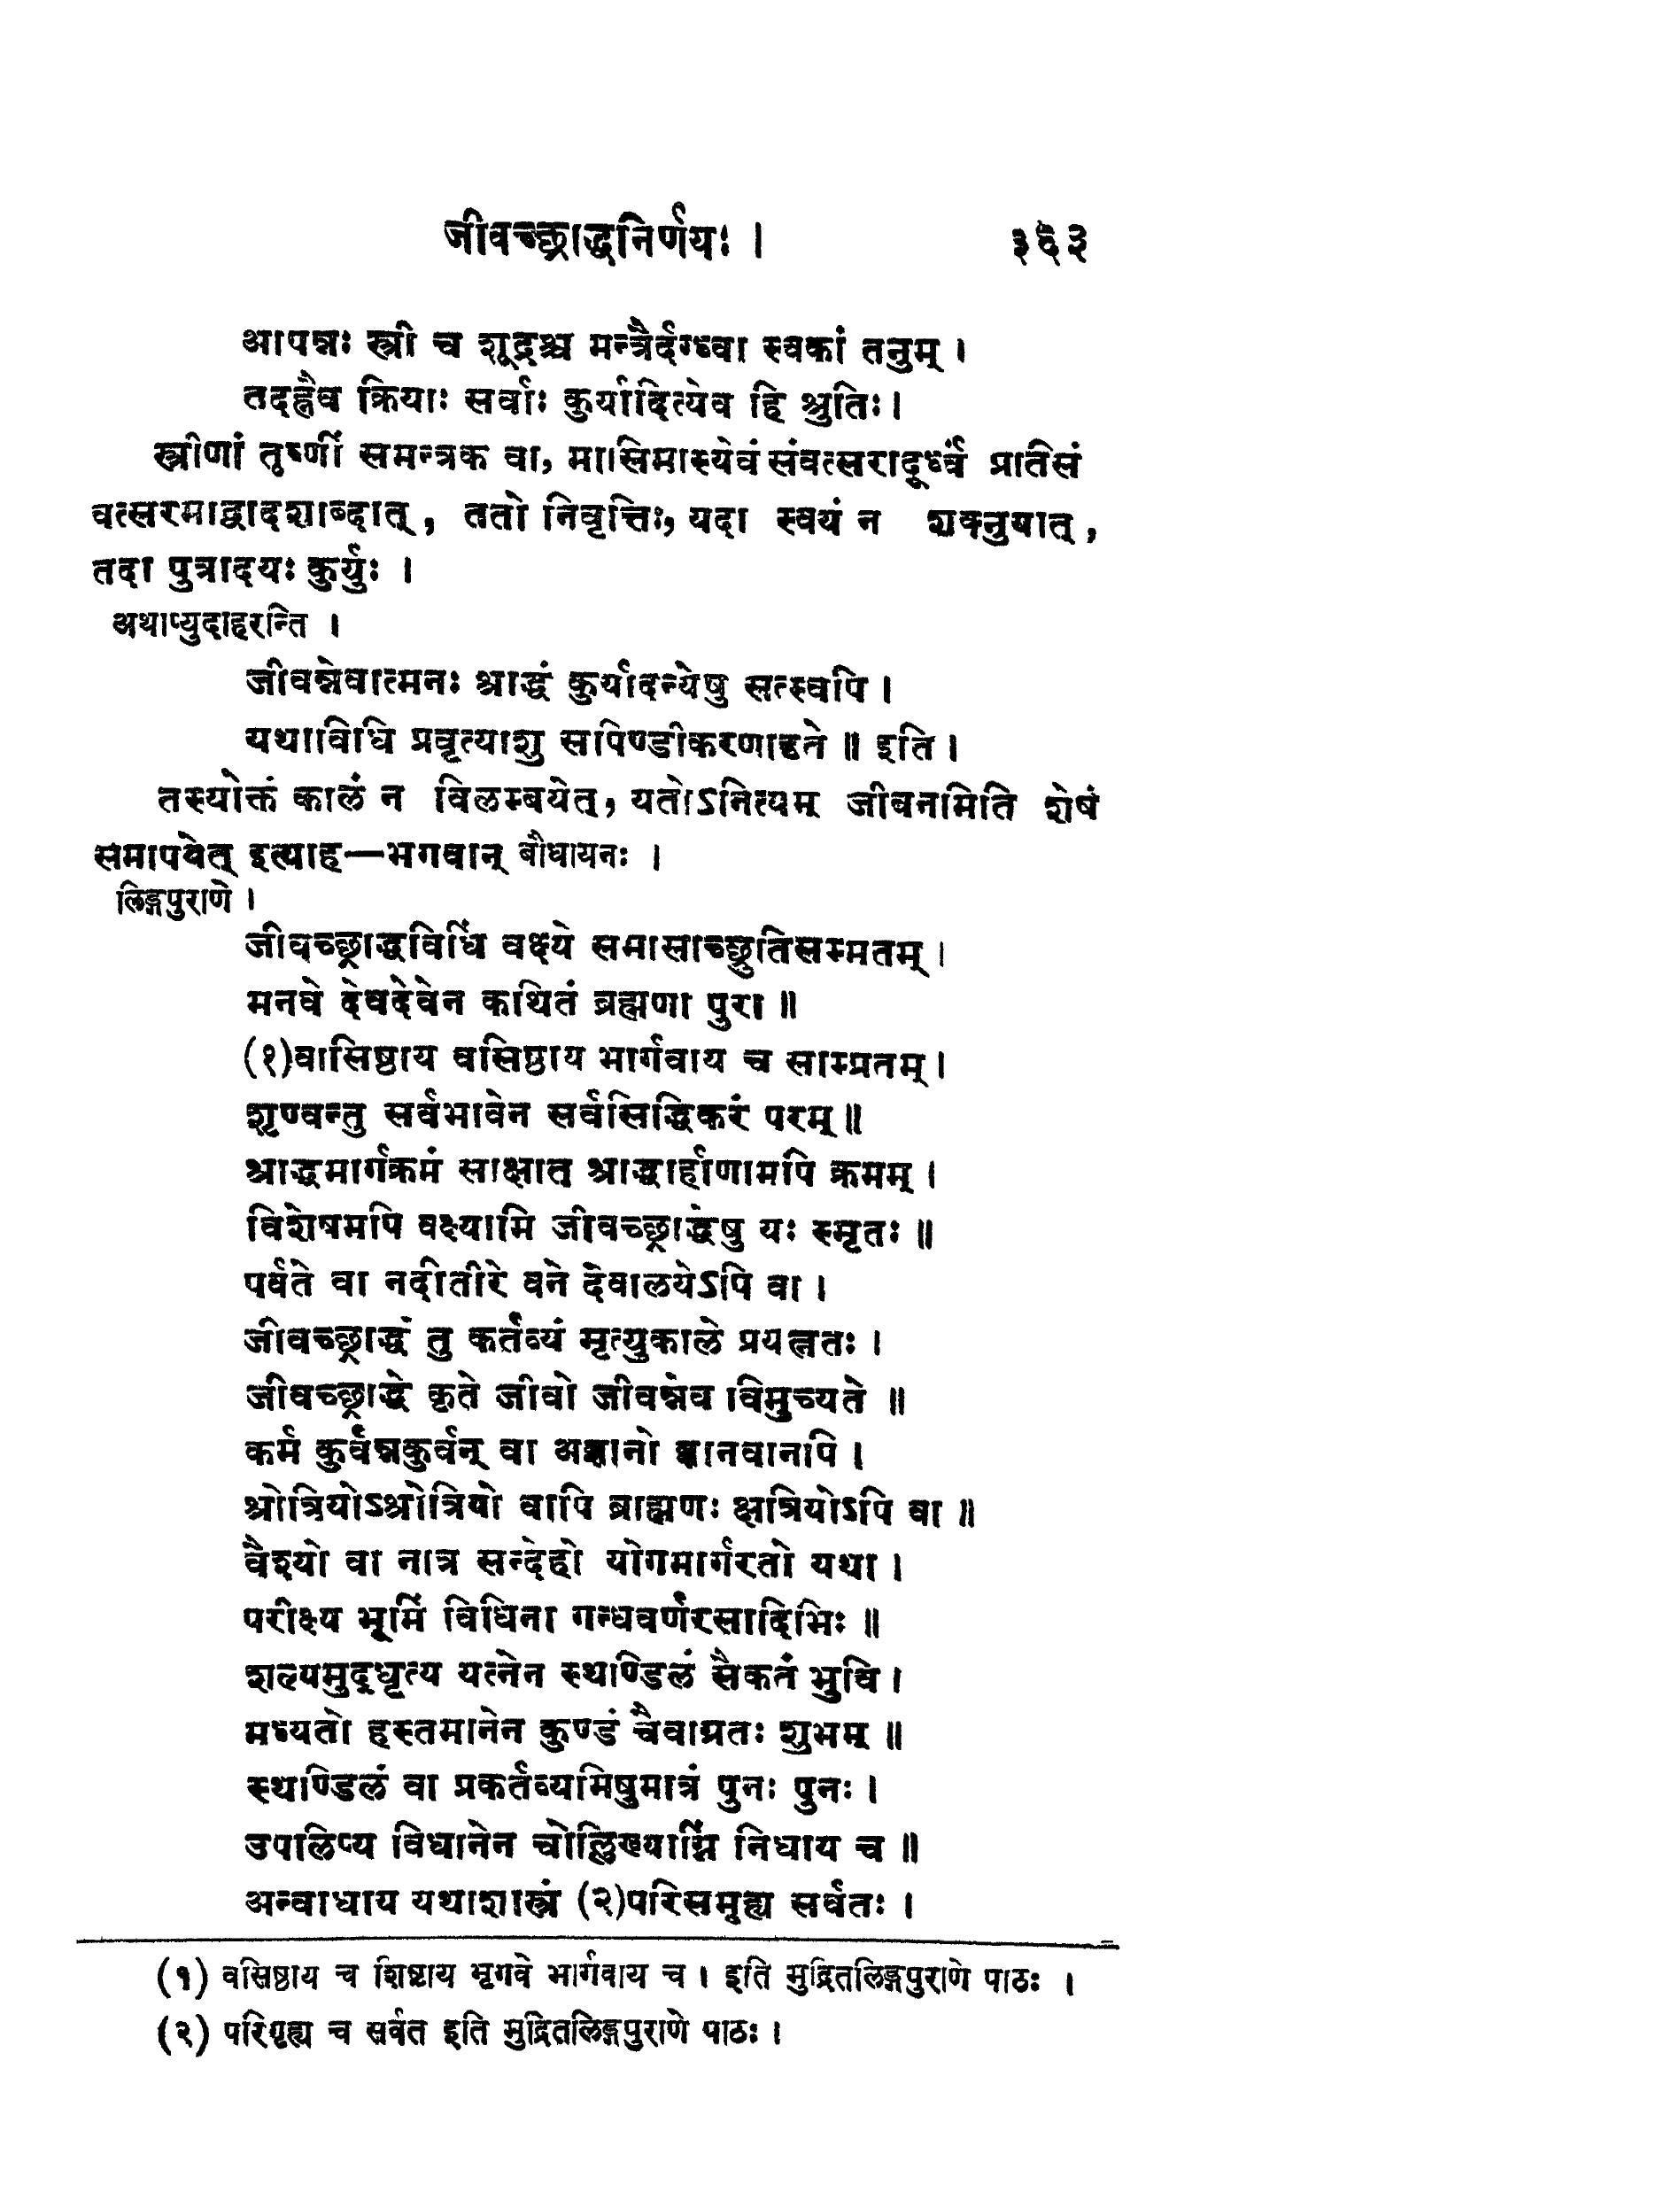 जीवच्छ्राद्धनिर्णयः । ३६३
आपन्नः स्त्री च शूद्रश्च मन्त्रैर्दग्ध्वा स्वकां तनुम् ।
तदह्नैव क्रियाः सर्वाः कुर्यादित्येव हि श्रुतिः।
स्त्रीणां तूष्णीं समन्त्रक वा, मासिमास्येवं संवत्सरादूर्ध्वं प्रतिसं
वत्सरमाद्वादशाब्दात्, ततो निवृत्तिः, यदा स्वयं न शक्नुयात्,
तदा पुत्रादयः कुर्युः ।
अथाप्युदाहरन्ति ।
जीवन्नेवात्मनः श्राद्धं कुर्यादन्येषु सत्स्वपि ।
यथाविधि प्रवृत्याशु सपिण्डीकरणादृते ॥ इति ।
तस्योक्तं कालं न विलम्बयेत्, यतोऽनित्यम् जीवनमिति शेषं
समापयेत् इत्याह—भगवान् बौधायनः ।
लिङ्गपुराणे ।
जीवच्छ्राद्धविधिं वक्ष्ये समासाच्छ्रुतिसम्मतम् ।
मनवे देवदेवेन कथितं ब्रह्मणा पुरा ॥
(१)वासिष्ठाय वसिष्ठाय भार्गवाय च साम्प्रतम् ।
शृण्वन्तु सर्वभावेन सर्वसिद्धिकरं परम् ॥
श्राद्धमार्गक्रमं साक्षात् श्राद्धार्हाणामपि क्रमम् ।
विशेषमपि वक्ष्यामि जीवच्छ्राद्धेषु यः स्मृतः ॥
पर्वते वा नदीतीरे वने देवालयेऽपि वा ।
जीवच्छ्राद्धं तु कर्तव्यं मृत्युकाले प्रयत्नतः ।
जीवच्छ्राद्धे कृते जीवो जीवन्नेव विमुच्यते ॥
कर्म कुर्वन्नकुर्वन् वा अज्ञानो ज्ञानवानपि ।
श्रोत्रियोऽश्रोत्रियो वापि ब्राह्मणः क्षत्रियोऽपि वा ॥
वैश्यो वा नात्र सन्देहो योगमार्गरतो यथा ।
परीक्ष्य भूमिं विधिना गन्धवर्णरसादिभिः ॥
शल्यमुद्धृत्य यत्नेन स्थण्डिलं सैकतं भुवि ।
मध्यतो हस्तमानेन कुण्डं चैवाग्रतः शुभम् ॥
स्थण्डिलं वा प्रकर्तव्यमिषुमात्रं पुनः पुनः ।
उपलिप्य विधानेन चोल्लिख्याग्निं निधाय च ॥
अन्वाधाय यथाशास्त्रं (२)परिसमुह्य सर्वतः ।
(१) वसिष्ठाय च शिष्टाय भृगवे भार्गवाय च । इति मुद्रितलिङ्गपुराणे पाठः ।
(२) परिगृह्य च सर्वत इति मुद्रितलिङ्गपुराणे पाठः ।